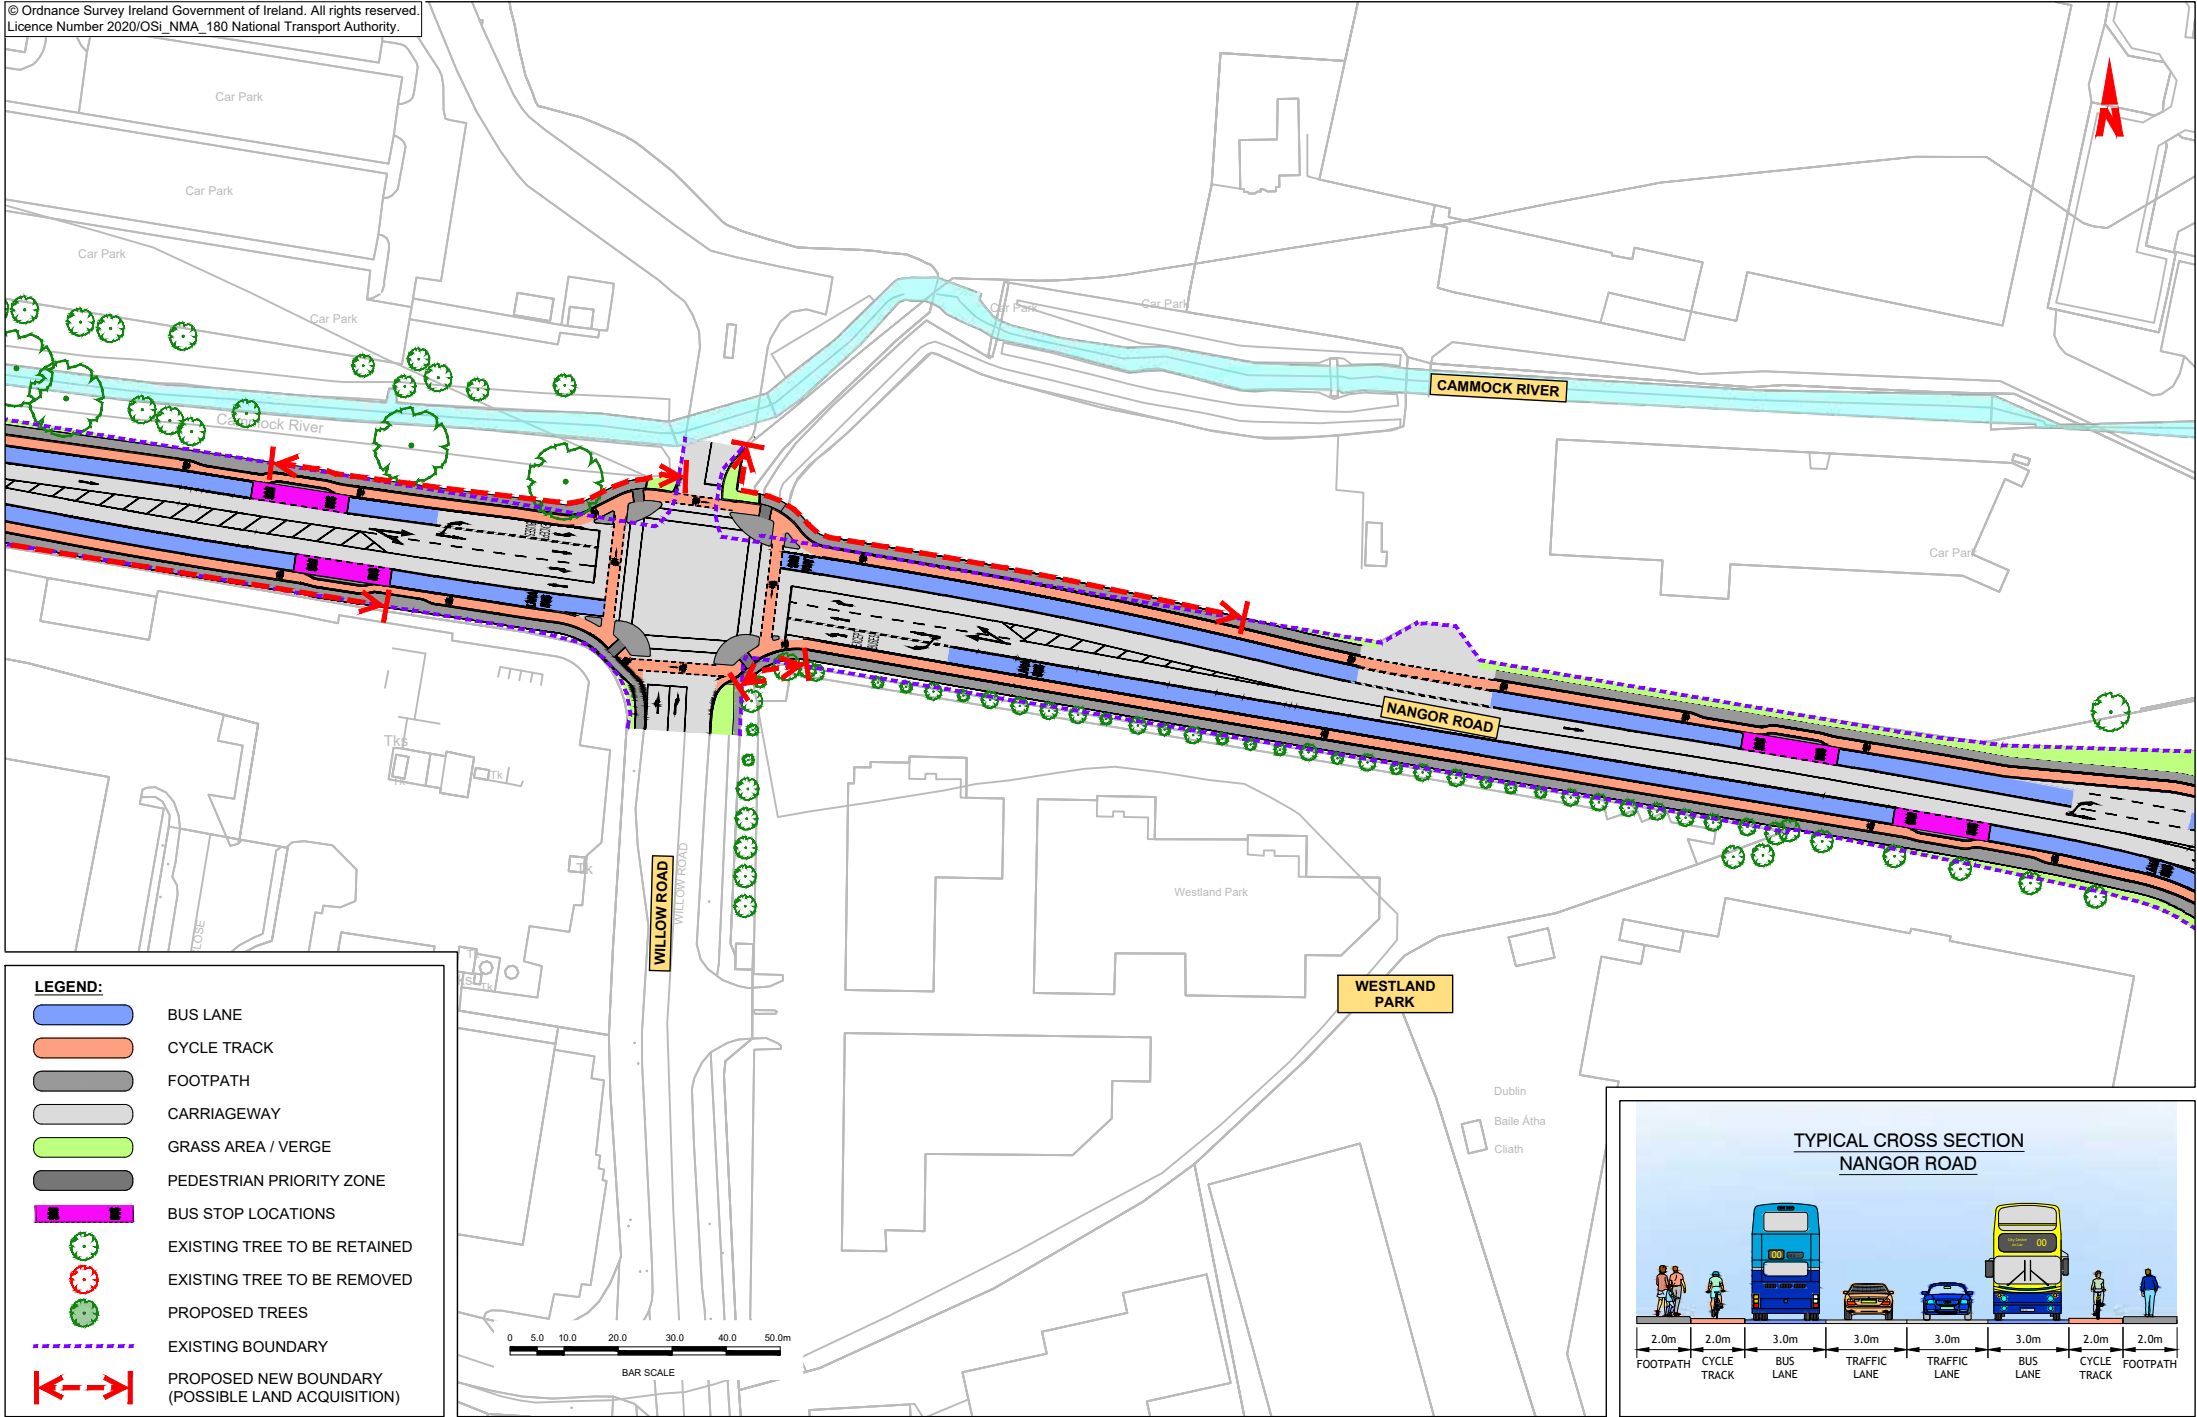 © Ordnance Survey Ireland Government of Ireland. All rights reserved.
Licence Number 2020/OSi_NMA_180 National Transport Authority.
Car Park
Car Park
Car Park
Car Park
Car Park
Car Park
N
CAMMOCK RIVER
Cammock River
Car Park
NANGOR ROAD
Tks
Tk
Tk
Tk
WILLOW ROAD
WILLOW ROAD
Westland Park
WESTLAND
PARK
Dublin
Baile Átha
Cliath
LEGEND:
BUS LANE
CYCLE TRACK
FOOTPATH
CARRIAGEWAY
GRASS AREA / VERGE
PEDESTRIAN PRIORITY ZONE
BUS STOP LOCATIONS
EXISTING TREE TO BE RETAINED
EXISTING TREE TO BE REMOVED
PROPOSED TREES
EXISTING BOUNDARY
PROPOSED NEW BOUNDARY
(POSSIBLE LAND ACQUISITION)
0 5.0 10.0 20.0 30.0 40.0 50.0m
BAR SCALE
TYPICAL CROSS SECTION
NANGOR ROAD
00
00
2.0m 2.0m 3.0m 3.0m 3.0m 3.0m 2.0m 2.0m
FOOTPATH CYCLE TRACK BUS LANE TRAFFIC LANE TRAFFIC LANE BUS LANE CYCLE TRACK FOOTPATH